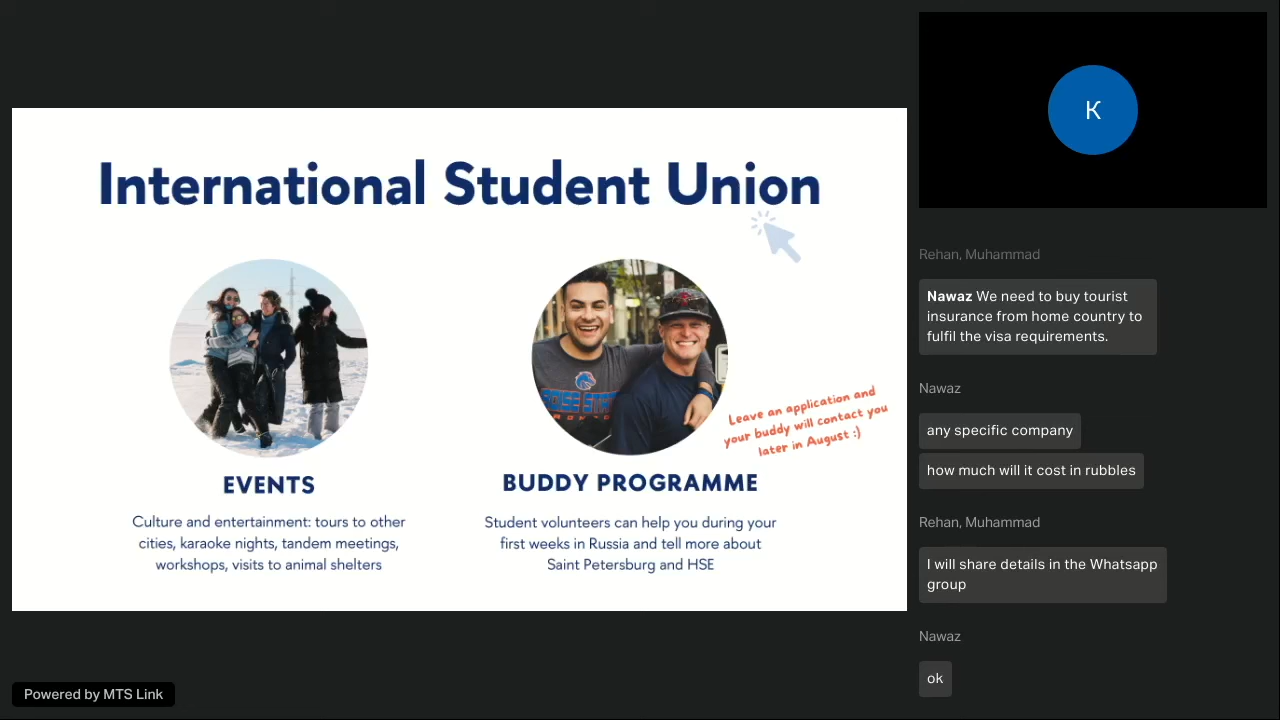 International Student Union
Leave an application and
your buddy will contact you
later in August :)
EVENTS
Culture and entertainment: tours to other
cities, karaoke nights, tandem meetings,
workshops, visits to animal shelters
BUDDY PROGRAMME
Student volunteers can help you during your
first weeks in Russia and tell more about
Saint Petersburg and HSE
Powered by MTS Link
K
Rehan, Muhammad
Nawaz We need to buy tourist
insurance from home country to
fulfil the visa requirements.
Nawaz
any specific company
how much will it cost in rubbles
Rehan, Muhammad
I will share details in the Whatsapp
group
Nawaz
ok